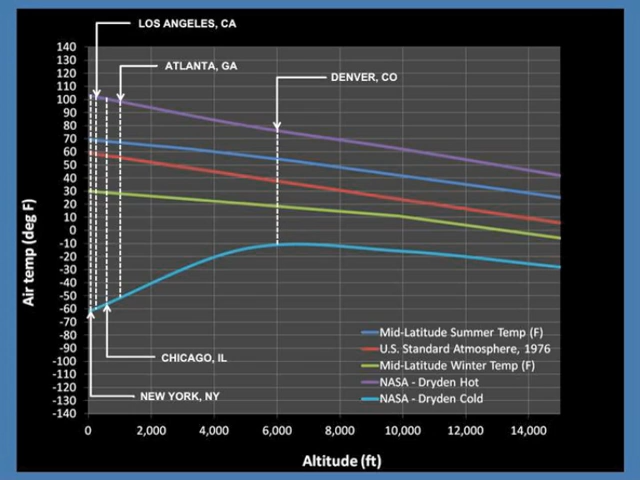 LOS ANGELES, CA
ATLANTA, GA
DENVER, CO
140
130
120
110
100
90
80
70
60
50
40
30
20
10
0
-10
-20
-30
-40
-50
-60
-70
-80
-90
-100
-110
-120
-130
-140
Air temp (deg F)
CHICAGO, IL
NEW YORK, NY
Mid-Latitude Summer Temp (F)
U.S. Standard Atmosphere, 1976
Mid-Latitude Winter Temp (F)
NASA - Dryden Hot
NASA - Dryden Cold
0 2,000 4,000 6,000 8,000 10,000 12,000 14,000
Altitude (ft)